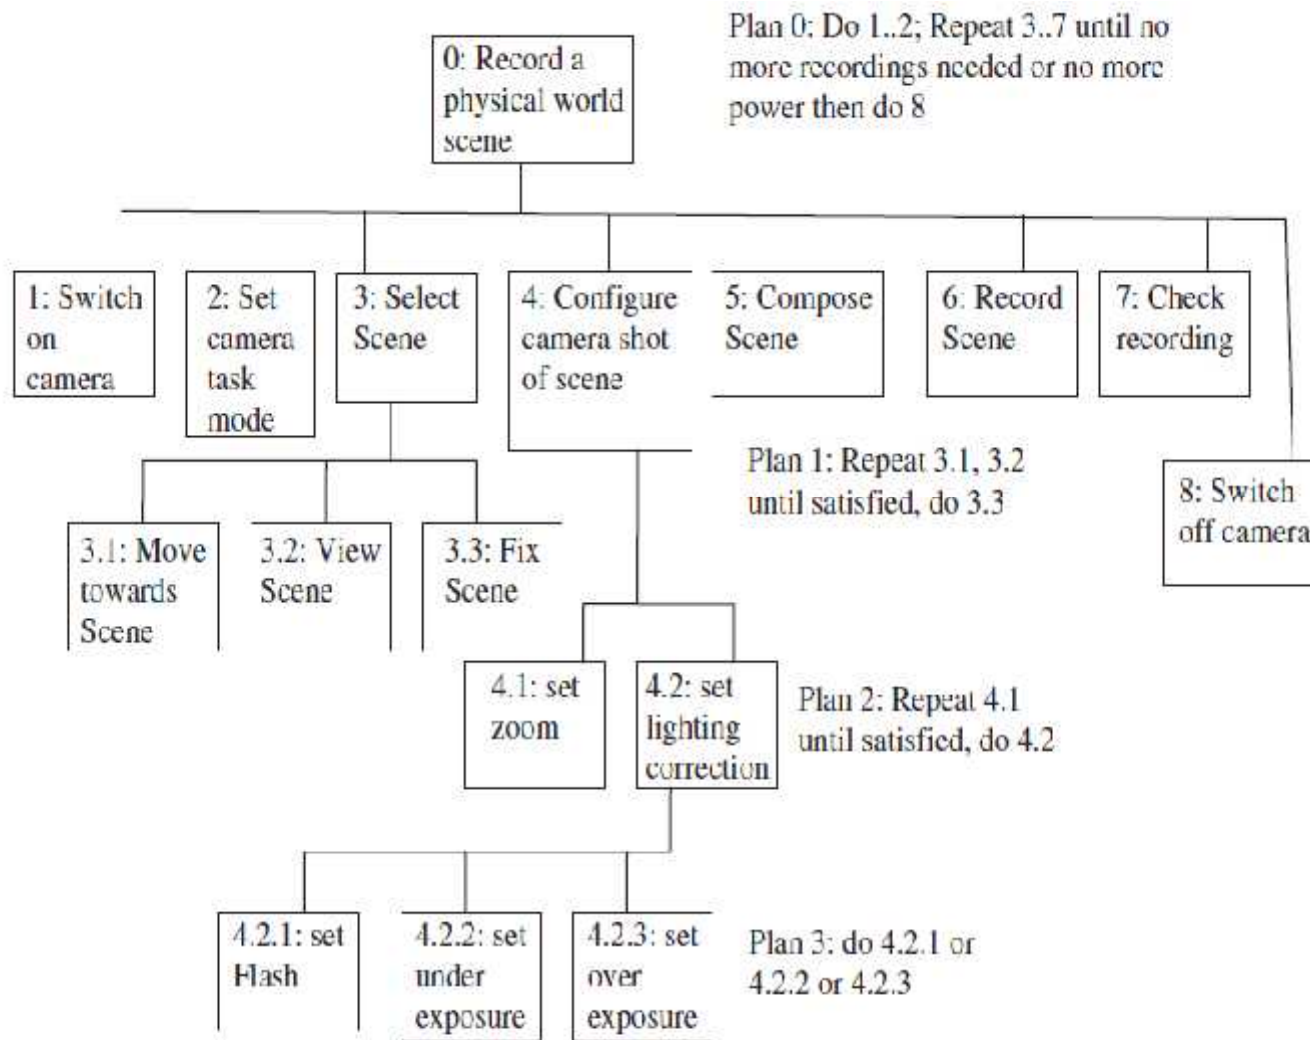 Plan 0: Do 1..2; Repeat 3..7 until no
more recordings needed or no more
power then do 8
0: Record a
physical world
scene
1: Switch
on
camera
2: Set
camera
task
mode
3: Select
Scene
4: Configure
camera shot
of scene
5: Compose
Scene
6: Record
Scene
7: Check
recording
Plan 1: Repeat 3.1, 3.2
until satisfied, do 3.3
8: Switch
off camera
3.1: Move
towards
Scene
3.2: View
Scene
3.3: Fix
Scene
4.1: set
zoom
4.2: set
lighting
correction
Plan 2: Repeat 4.1
until satisfied, do 4.2
4.2.1: set
Flash
4.2.2: set
under
exposure
4.2.3: set
over
exposure
Plan 3: do 4.2.1 or
4.2.2 or 4.2.3